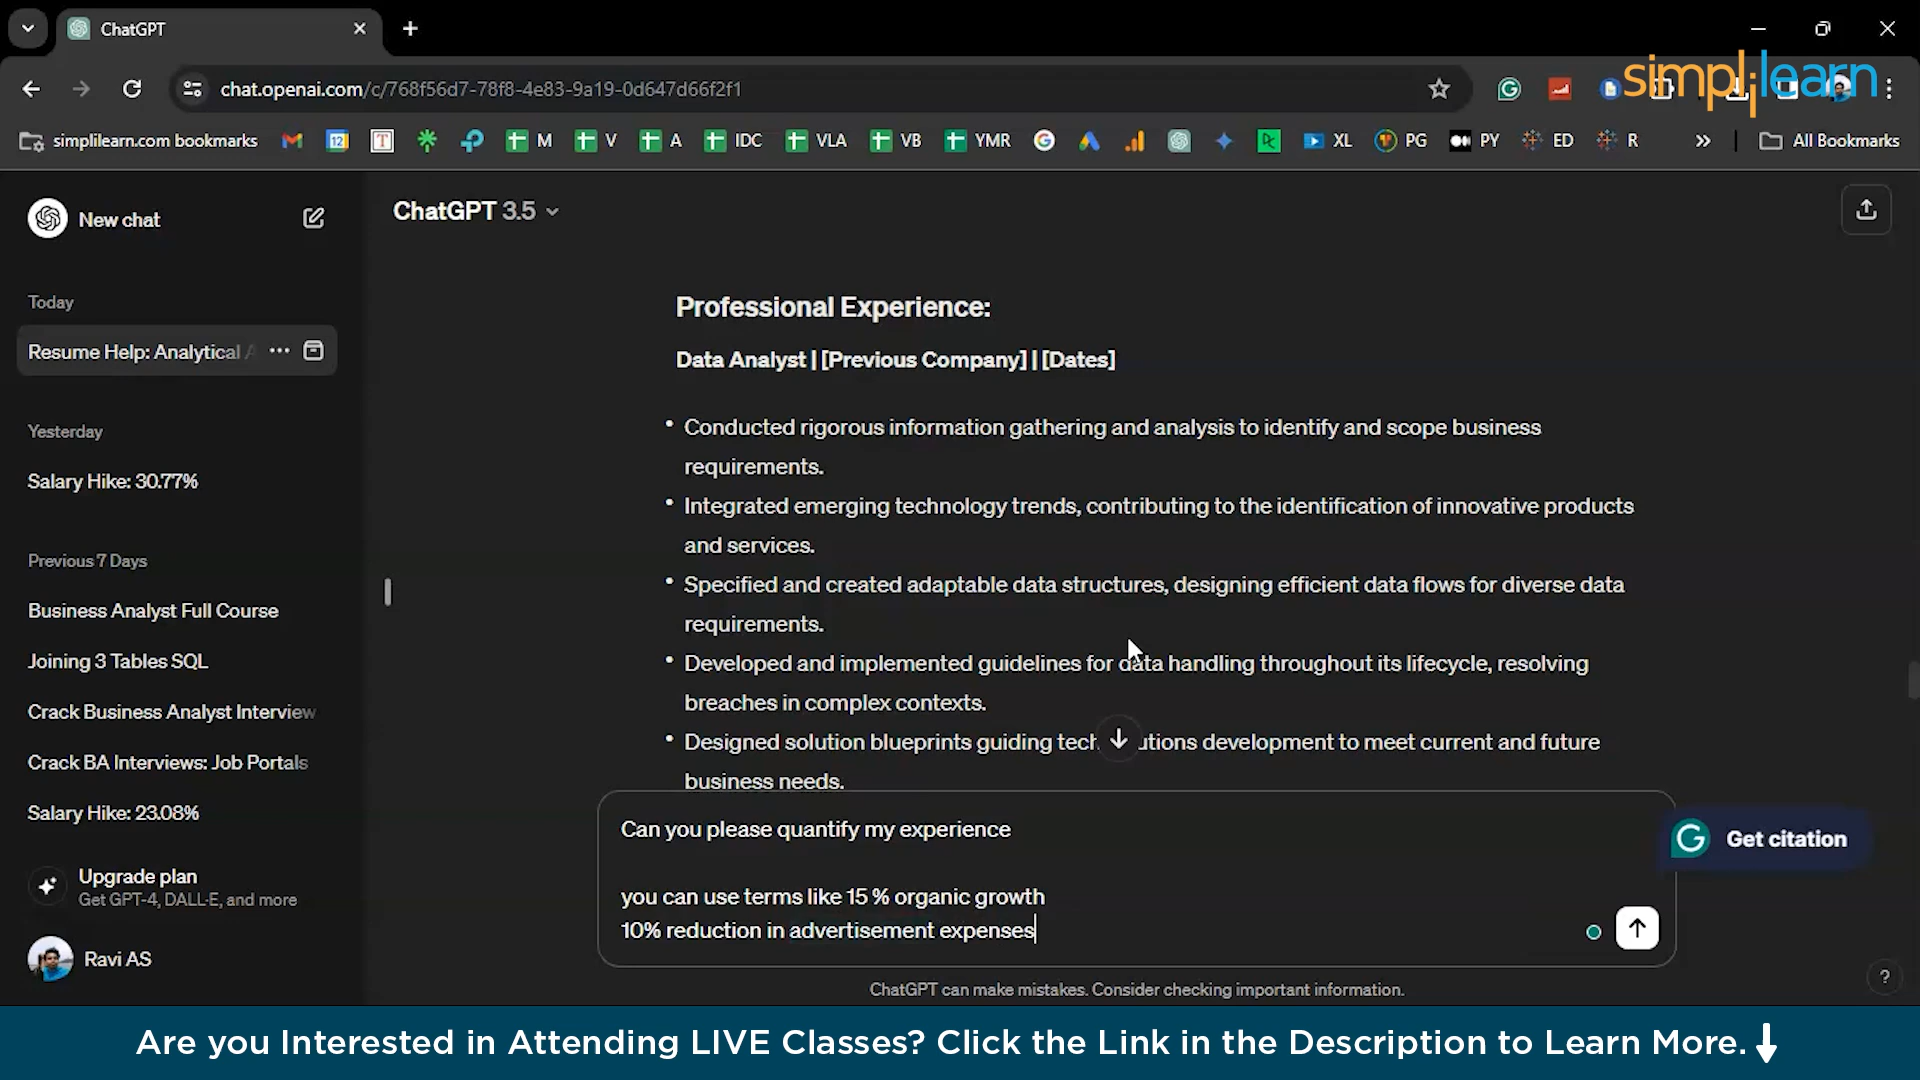 ChatGPT
simplilearn
chat.openai.com/c/768f56d7-78f8-4e83-9a19-0d647d66f2f1
simplilearn.com bookmarks
12
T
M
V
A
IDC
VLA
VB
YMR
XL
PG
PY
ED
R
All Bookmarks
New chat
ChatGPT 3.5
Today
Resume Help: Analytical A
Yesterday
Salary Hike: 30.77%
Previous 7 Days
Business Analyst Full Course
Joining 3 Tables SQL
Crack Business Analyst Interview
Crack BA Interviews: Job Portals
Salary Hike: 23.08%
Upgrade plan
Get GPT-4, DALL·E, and more
Ravi AS
Professional Experience:
Data Analyst | [Previous Company] | [Dates]
• Conducted rigorous information gathering and analysis to identify and scope business
requirements.
• Integrated emerging technology trends, contributing to the identification of innovative products
and services.
• Specified and created adaptable data structures, designing efficient data flows for diverse data
requirements.
• Developed and implemented guidelines for data handling throughout its lifecycle, resolving
breaches in complex contexts.
• Designed solution blueprints guiding tech utions development to meet current and future
business needs.
Can you please quantify my experience
you can use terms like 15 % organic growth
10% reduction in advertisement expenses
Get citation
ChatGPT can make mistakes. Consider checking important information.
?
Are you Interested in Attending LIVE Classes? Click the Link in the Description to Learn More.